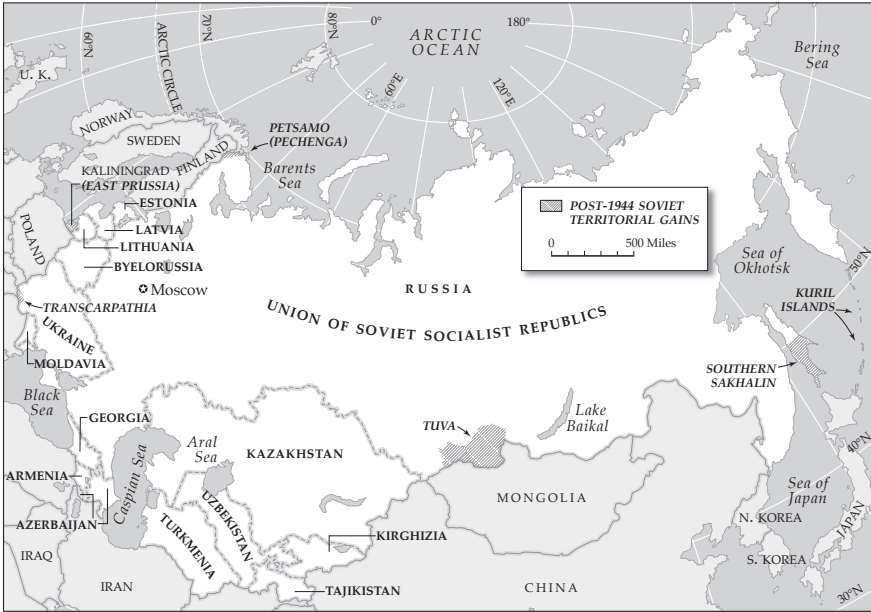 60°N
ARCTIC CIRCLE
70°N
80°N
0°
ARCTIC
OCEAN
180°
60°E
120°E
Bering
Sea
U. K.
NORWAY
SWEDEN
FINLAND
PETSAMO
(PECHENGA)
Barents
Sea
KALININGRAD
(EAST PRUSSIA)
ESTONIA
POLAND
LATVIA
LITHUANIA
BYELORUSSIA
Moscow
TRANSCARPATHIA
UKRAINE
MOLDAVIA
RUSSIA
UNION OF SOVIET SOCIALIST REPUBLICS
POST-1944 SOVIET
TERRITORIAL GAINS
0 500 Miles
Sea of
Okhotsk
50°N
KURIL
ISLANDS
SOUTHERN
SAKHALIN
Black
Sea
GEORGIA
ARMENIA
AZERBAIJAN
Caspian Sea
Aral
Sea
KAZAKHSTAN
TUVA
Lake
Baikal
UZBEKISTAN
TURKMENIA
KIRGHIZIA
TAJIKISTAN
MONGOLIA
40°N
Sea of
Japan
N. KOREA
S. KOREA
JAPAN
IRAQ
IRAN
CHINA
30°N